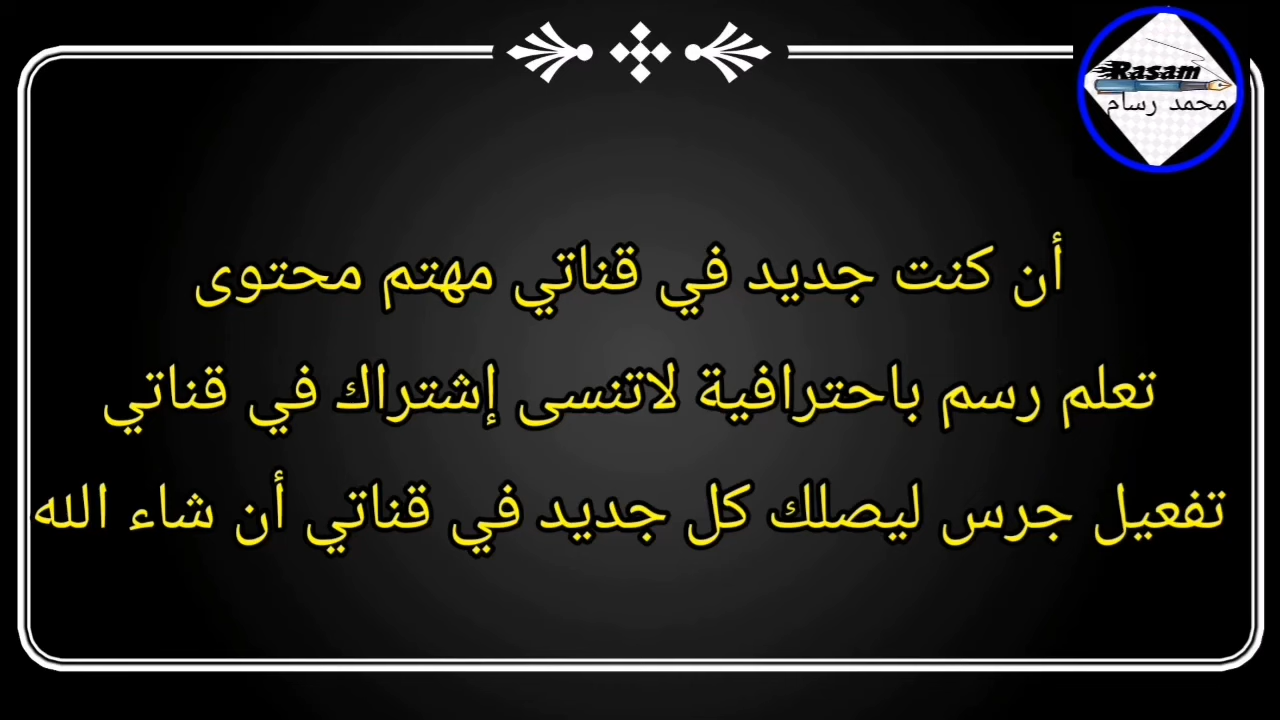 Rasam
محمد رسام
أن كنت جديد في قناتي مهتم محتوى
تعلم رسم باحترافية لاتنسى إشتراك في قناتي
تفعيل جرس ليصلك كل جديد في قناتي أن شاء الله